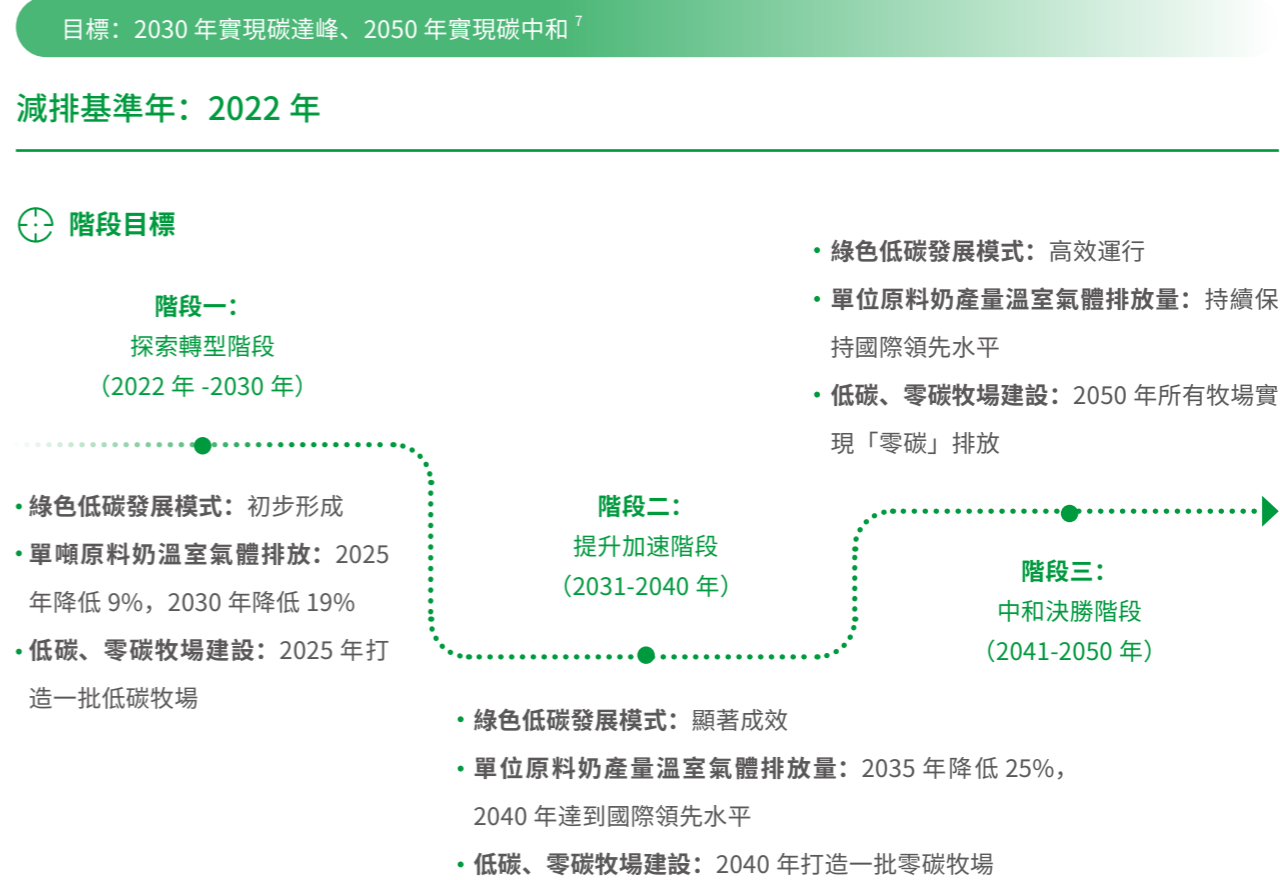 目標：2030 年實現碳達峰、2050 年實現碳中和 7
減排基準年：2022 年
階段目標
階段一：
探索轉型階段
（2022 年 -2030 年）
• 綠色低碳發展模式：初步形成
• 單噸原料奶溫室氣體排放：2025
年降低 9%，2030 年降低 19%
• 低碳、零碳牧場建設：2025 年打
造一批低碳牧場
階段二：
提升加速階段
（2031-2040 年）
• 綠色低碳發展模式：顯著成效
• 單位原料奶產量溫室氣體排放量：2035 年降低 25%，
2040 年達到國際領先水平
• 低碳、零碳牧場建設：2040 年打造一批零碳牧場
• 綠色低碳發展模式：高效運行
• 單位原料奶產量溫室氣體排放量：持續保
持國際領先水平
• 低碳、零碳牧場建設：2050 年所有牧場實
現「零碳」排放
階段三：
中和決勝階段
（2041-2050 年）